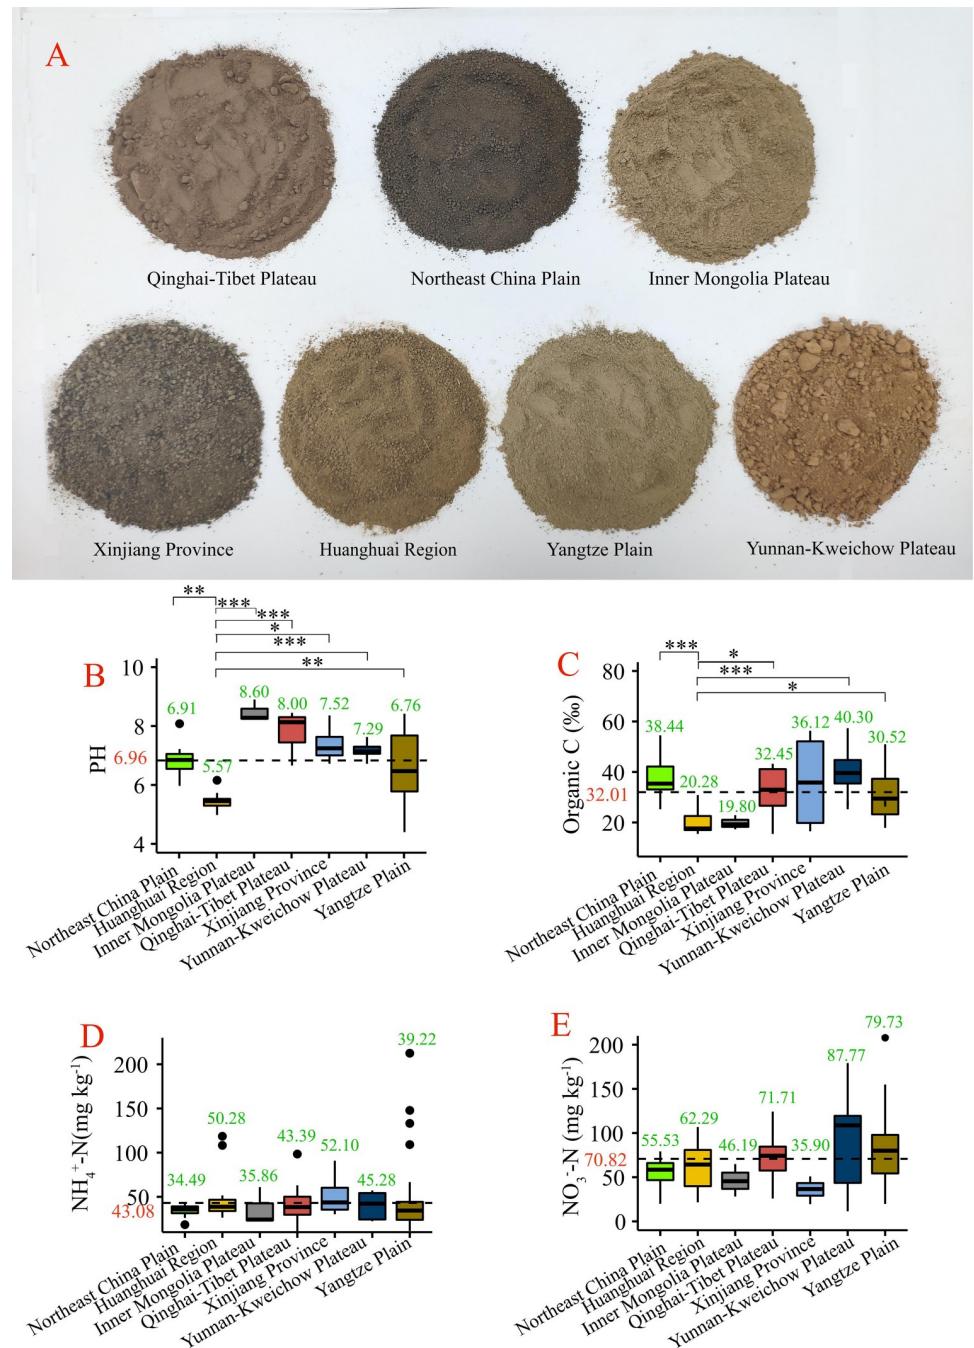 A
Qinghai-Tibet Plateau
Northeast China Plain
Inner Mongolia Plateau
Xinjiang Province
Huanghuai Region
Yangtze Plain
Yunnan-Kweichow Plateau
B
**
***
***
*
***
**
PH
10
8
6
4
6.96
6.91
5.57
8.60
8.00
7.52
7.29
6.76
Northeast China Plain
Huanghuai Region
Inner Mongolia Plateau
Qinghai-Tibet Plateau
Xinjiang Province
Yunnan-Kweichow Plateau
Yangtze Plain
C
***
*
***
*
Organic C (‰)
80
60
40
20
32.01
38.44
20.28
19.80
32.45
36.12
40.30
30.52
Northeast China Plain
Huanghuai Region
Inner Mongolia Plateau
Qinghai-Tibet Plateau
Xinjiang Province
Yunnan-Kweichow Plateau
Yangtze Plain
D
NH₄⁺-N(mg kg⁻¹)
200
150
100
50
43.08
34.49
50.28
35.86
43.39
52.10
45.28
39.22
Northeast China Plain
Huanghuai Region
Inner Mongolia Plateau
Qinghai-Tibet Plateau
Xinjiang Province
Yunnan-Kweichow Plateau
Yangtze Plain
E
NO₃⁻-N (mg kg⁻¹)
200
150
100
50
0
70.82
55.53
62.29
46.19
71.71
35.90
87.77
79.73
Northeast China Plain
Huanghuai Region
Inner Mongolia Plateau
Qinghai-Tibet Plateau
Xinjiang Province
Yunnan-Kweichow Plateau
Yangtze Plain